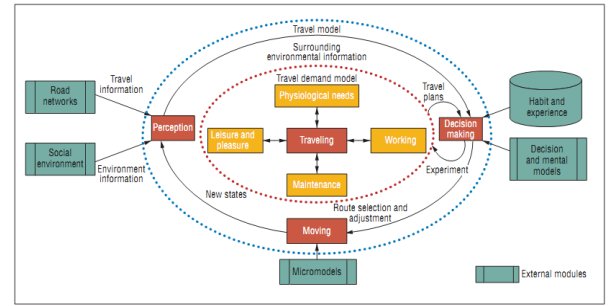 Travel model
Surrounding
environmental information
Road
networks
Travel
information
Travel demand model
Physiological needs
Travel
plans
Habit and
experience
Perception
Leisure and
pleasure
Traveling
Working
Decision
making
Social
environment
Environment
information
Experiment
Decision
and mental
models
Maintenance
New states
Route selection and
adjustment
Moving
Micromodels
External modules